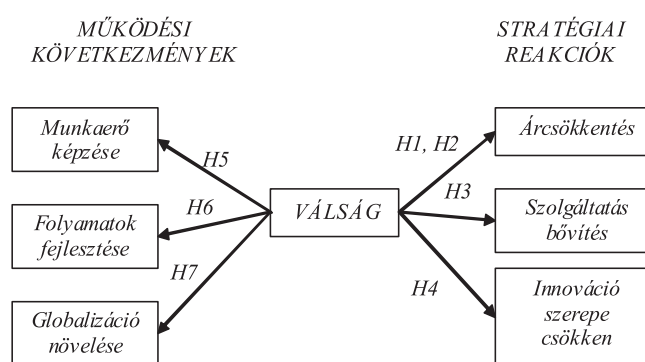 MŰKÖDÉSI
KÖVETKEZMÉNYEK
Munkaerő
képzése
Folyamatok
fejlesztése
Globalizáció
növelése
H5
H6
H7
VÁLSÁG
H1, H2
H3
H4
STRATÉGIAI
REAKCIÓK
Árcsökkentés
Szolgáltatás
bővítés
Innováció
szerepe
csökken